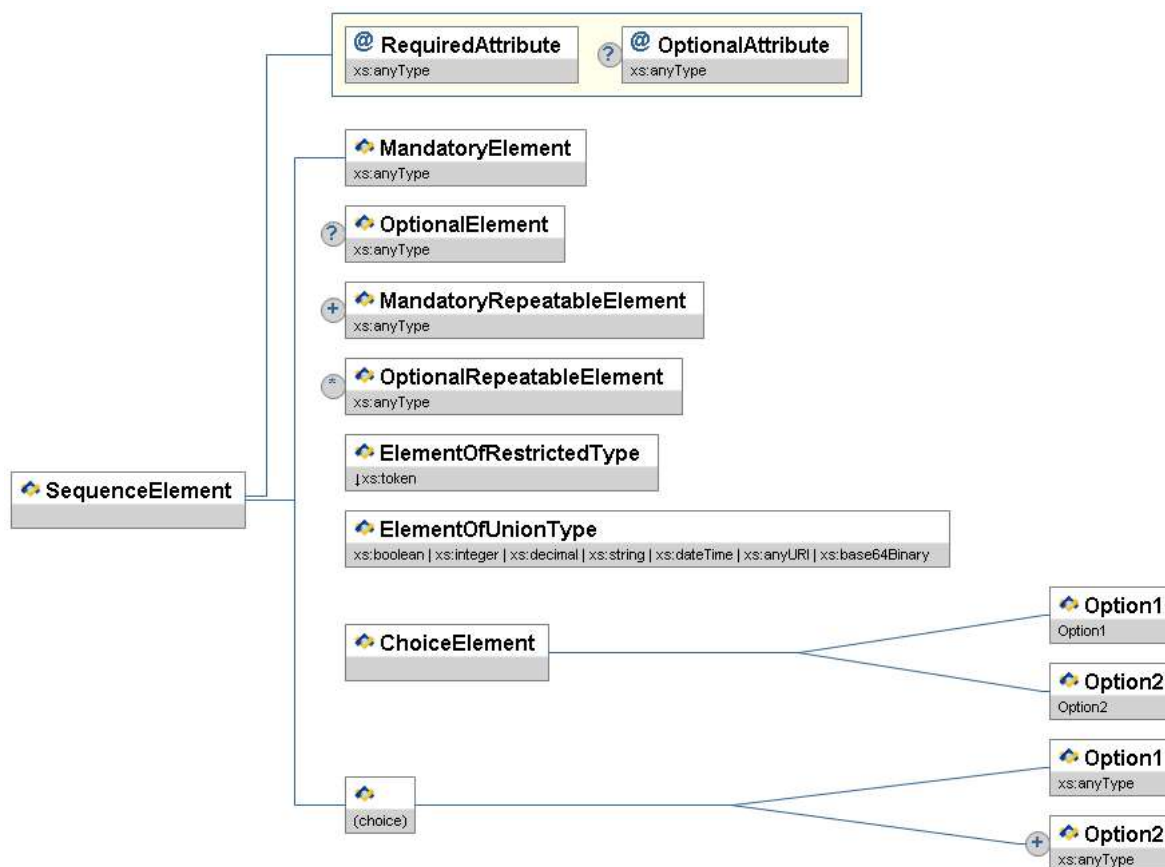 @ RequiredAttribute
xs:anyType
? @ OptionalAttribute
xs:anyType
MandatoryElement
xs:anyType
? OptionalElement
xs:anyType
+ MandatoryRepeatableElement
xs:anyType
* OptionalRepeatableElement
xs:anyType
ElementOfRestrictedType
↓xs:token
SequenceElement
ElementOfUnionType
xs:boolean | xs:integer | xs:decimal | xs:string | xs:dateTime | xs:anyURI | xs:base64Binary
ChoiceElement
Option1
Option1
Option2
Option2
(choice)
Option1
xs:anyType
+ Option2
xs:anyType